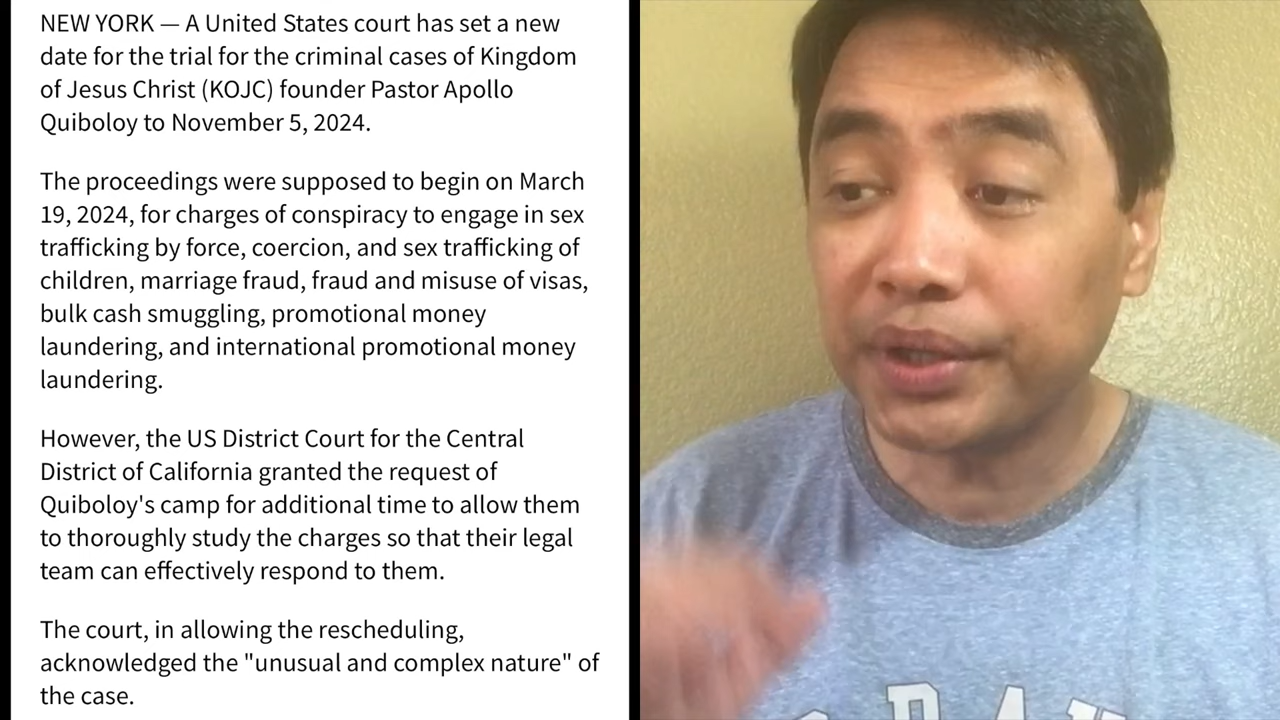 NEW YORK — A United States court has set a new
date for the trial for the criminal cases of Kingdom
of Jesus Christ (KOJC) founder Pastor Apollo
Quiboloy to November 5, 2024.
The proceedings were supposed to begin on March
19, 2024, for charges of conspiracy to engage in sex
trafficking by force, coercion, and sex trafficking of
children, marriage fraud, fraud and misuse of visas,
bulk cash smuggling, promotional money
laundering, and international promotional money
laundering.
However, the US District Court for the Central
District of California granted the request of
Quiboloy's camp for additional time to allow them
to thoroughly study the charges so that their legal
team can effectively respond to them.
The court, in allowing the rescheduling,
acknowledged the "unusual and complex nature" of
the case.